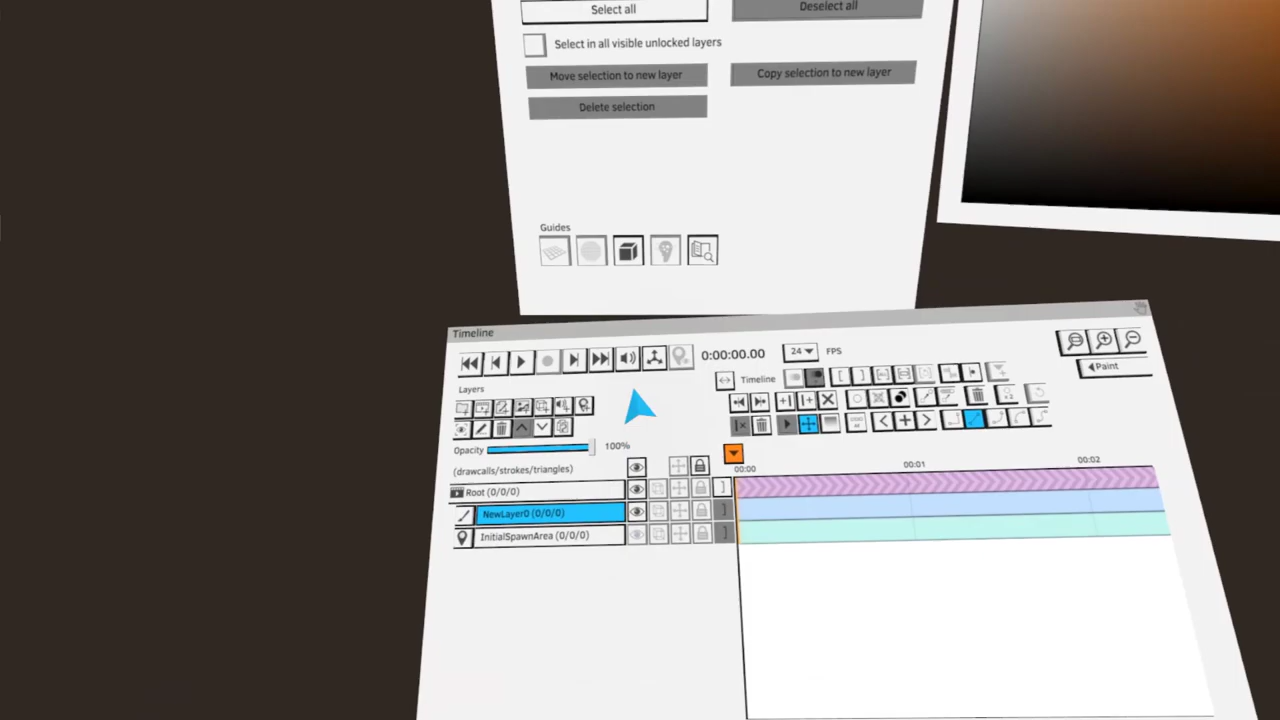 Select all
Deselect all
Select in all visible unlocked layers
Move selection to new layer
Copy selection to new layer
Delete selection
Guides
Timeline
0:00:00.00
24
FPS
Paint
Layers
Timeline
Opacity
100%
(drawcalls/strokes/triangles)
00:00
00:01
00:02
Root (0/0/0)
NewLayer0 (0/0/0)
InitialSpawnArea (0/0/0)